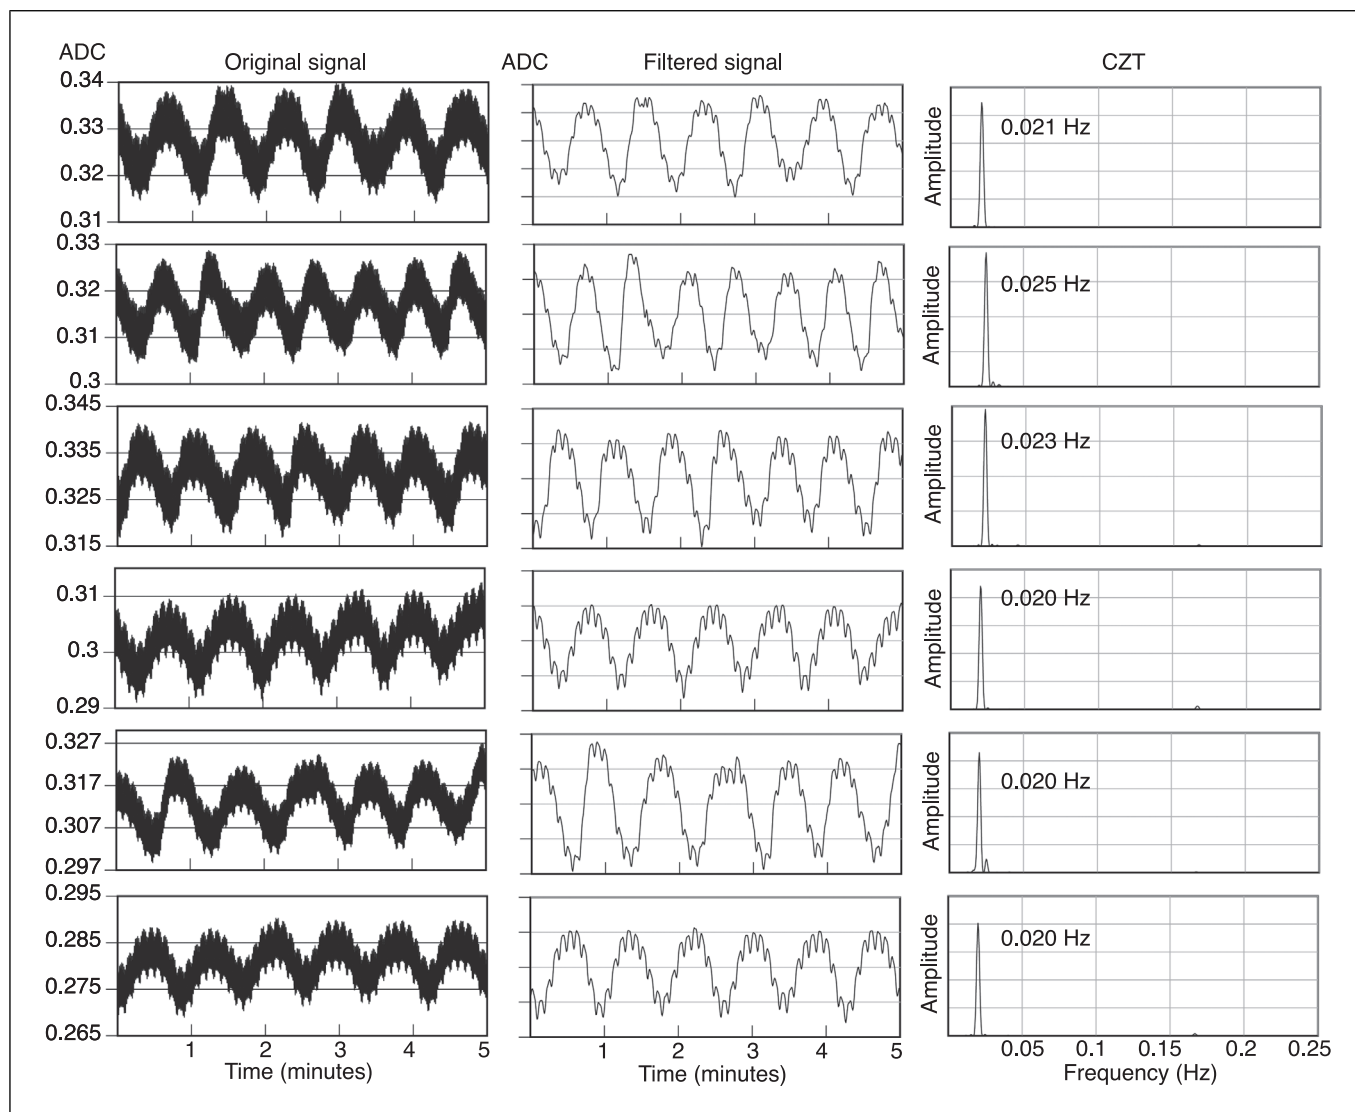 ADC
Original signal
ADC
Filtered signal
CZT
0.34
0.33
0.32
0.31
Amplitude
0.021 Hz
0.33
0.32
0.31
0.3
Amplitude
0.025 Hz
0.345
0.335
0.325
0.315
Amplitude
0.023 Hz
0.31
0.3
0.29
Amplitude
0.020 Hz
0.327
0.317
0.307
0.297
Amplitude
0.020 Hz
0.295
0.285
0.275
0.265
Amplitude
0.020 Hz
1 2 3 4 5
1 2 3 4 5
0.05 0.1 0.15 0.2 0.25
Time (minutes)
Time (minutes)
Frequency (Hz)